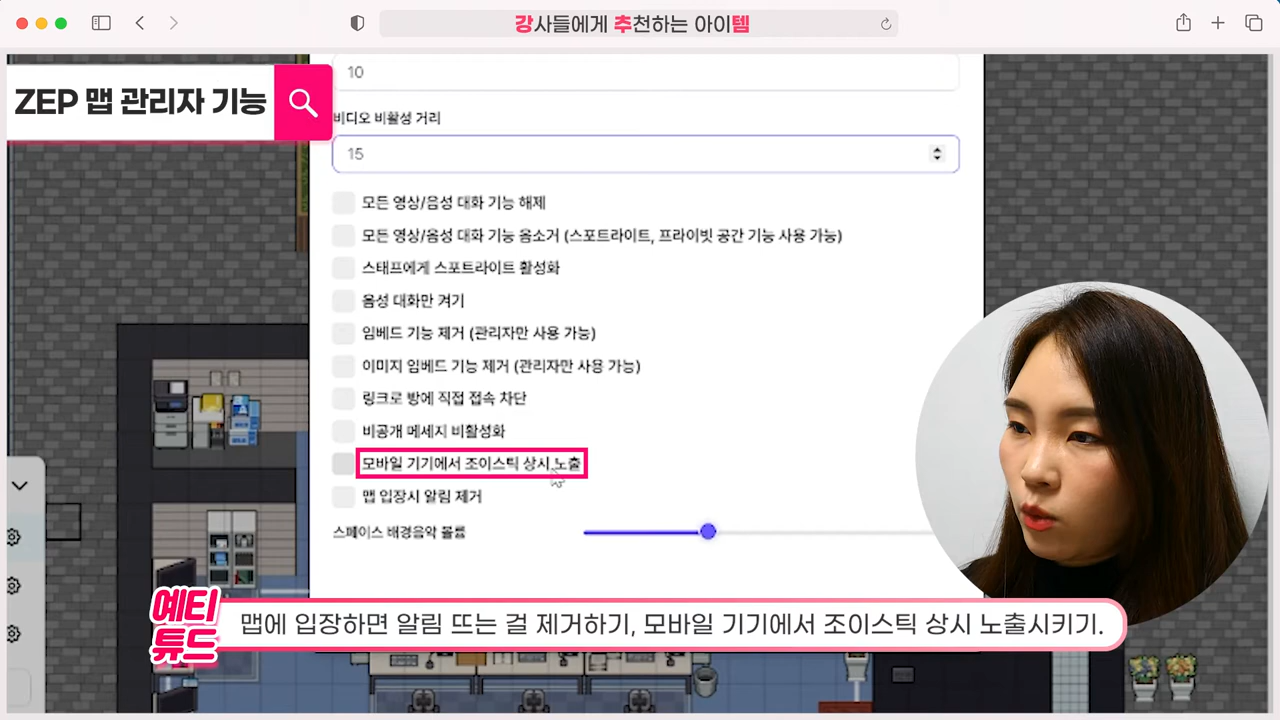 강사들에게 추천하는 아이템
ZEP 맵 관리자 기능
10
비디오 비활성 거리
15
모든 영상/음성 대화 기능 해제
모든 영상/음성 대화 기능 음소거 (스포트라이트, 프라이빗 공간 기능 사용 가능)
스태프에게 스포트라이트 활성화
음성 대화만 켜기
임베드 기능 제거 (관리자만 사용 가능)
이미지 임베드 기능 제거 (관리자만 사용 가능)
링크로 방에 직접 접속 차단
비공개 메세지 비활성화
모바일 기기에서 조이스틱 상시 노출
맵 입장시 알림 제거
스페이스 배경음악 볼륨
예티
튜드
맵에 입장하면 알림 뜨는 걸 제거하기, 모바일 기기에서 조이스틱 상시 노출시키기.